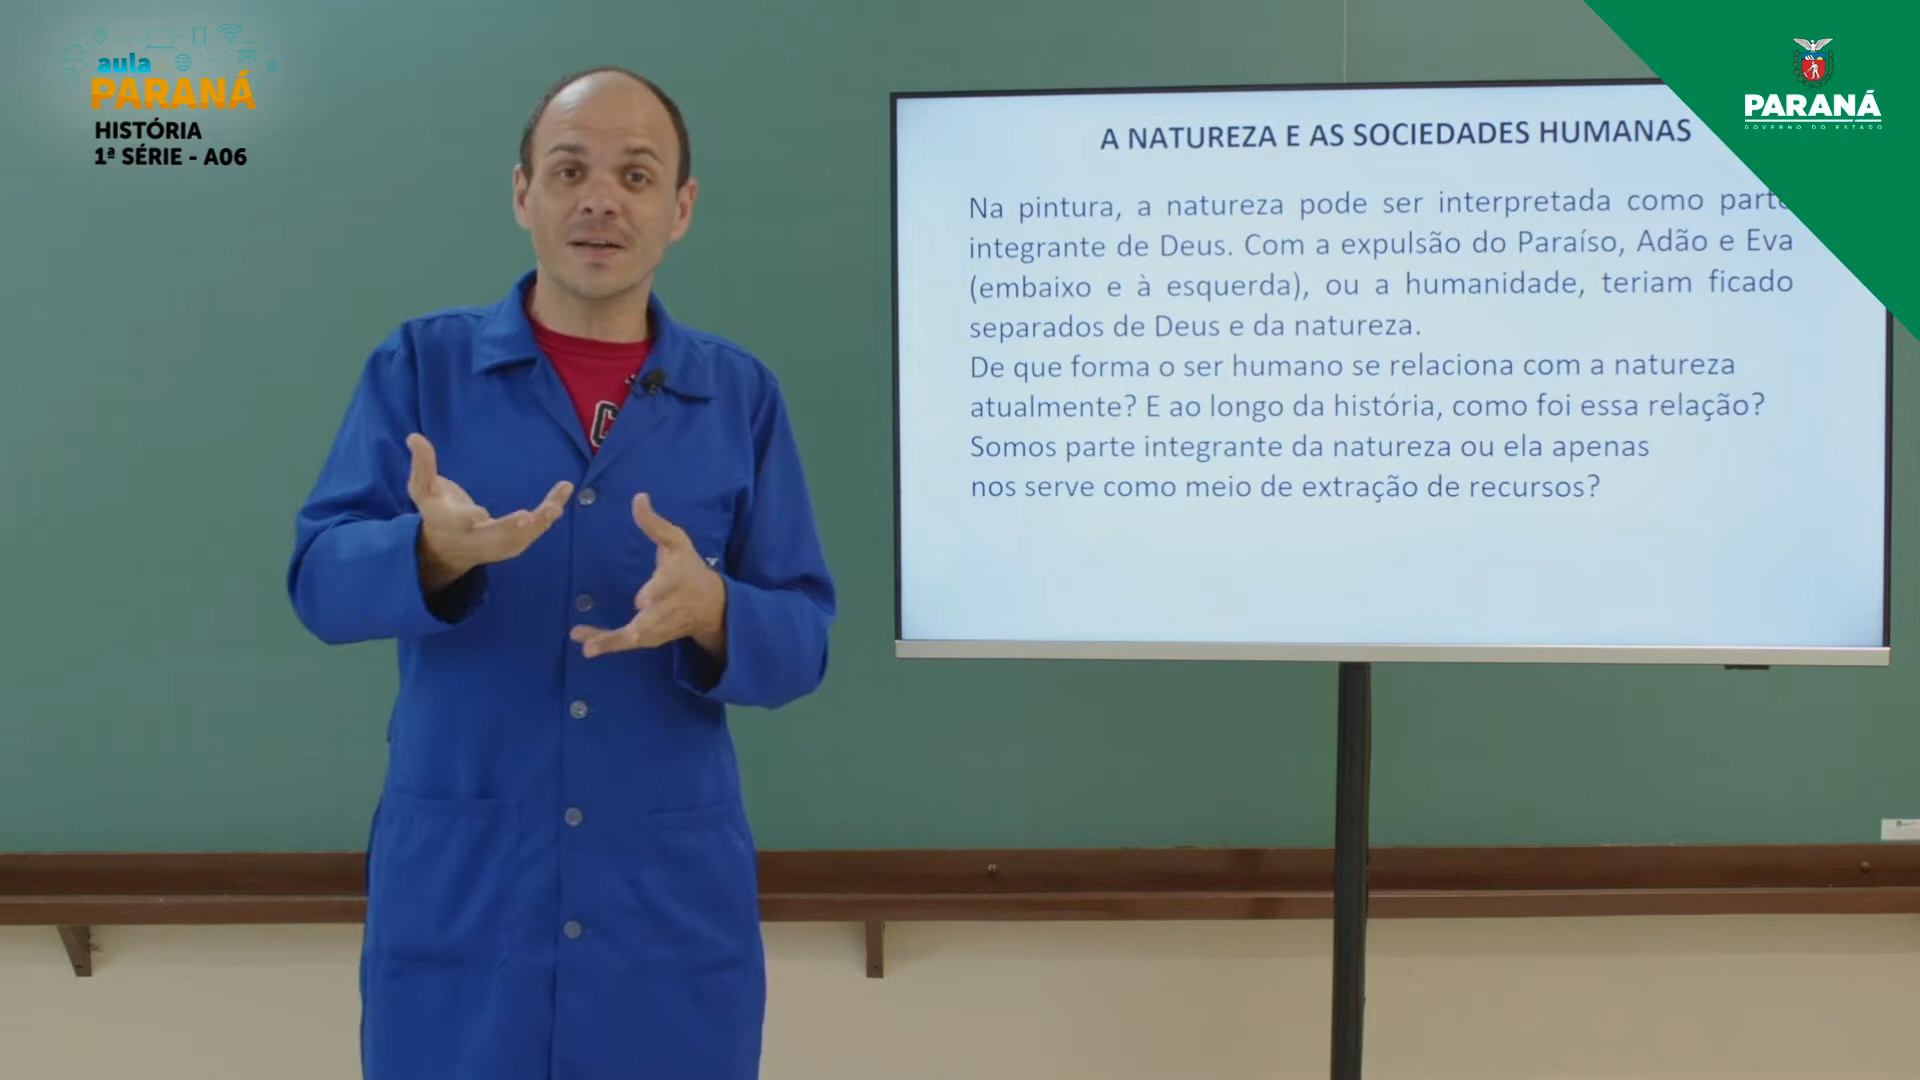 aula
PARANÁ
HISTÓRIA
1ª SÉRIE - A06
PARANÁ
GOVERNO DO ESTADO
A NATUREZA E AS SOCIEDADES HUMANAS
Na pintura, a natureza pode ser interpretada como parte
integrante de Deus. Com a expulsão do Paraíso, Adão e Eva
(embaixo e à esquerda), ou a humanidade, teriam ficado
separados de Deus e da natureza.
De que forma o ser humano se relaciona com a natureza
atualmente? E ao longo da história, como foi essa relação?
Somos parte integrante da natureza ou ela apenas
nos serve como meio de extração de recursos?